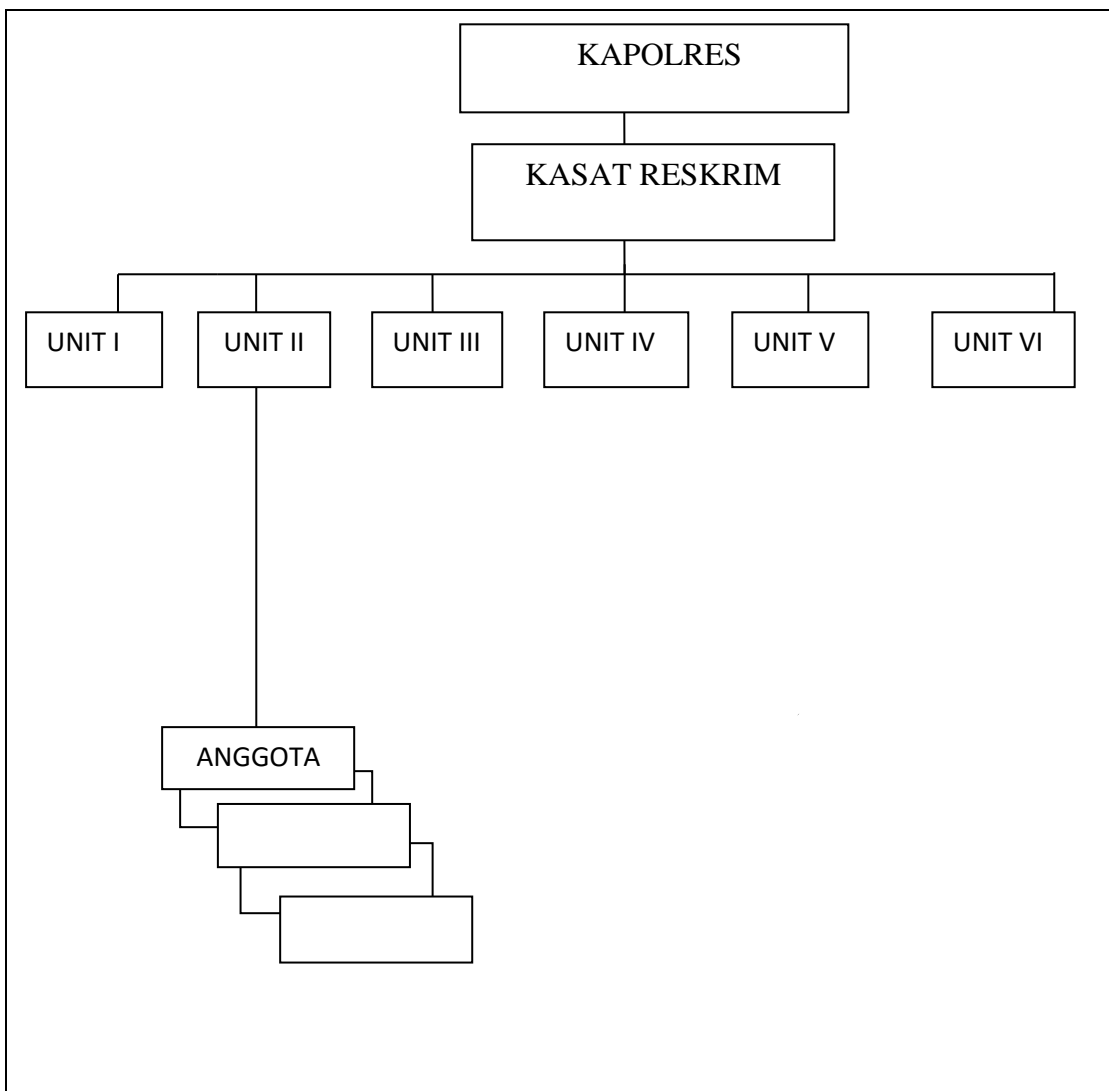 KAPOLRES
KASAT RESKRIM
UNIT I
UNIT II
UNIT III
UNIT IV
UNIT V
UNIT VI
ANGGOTA